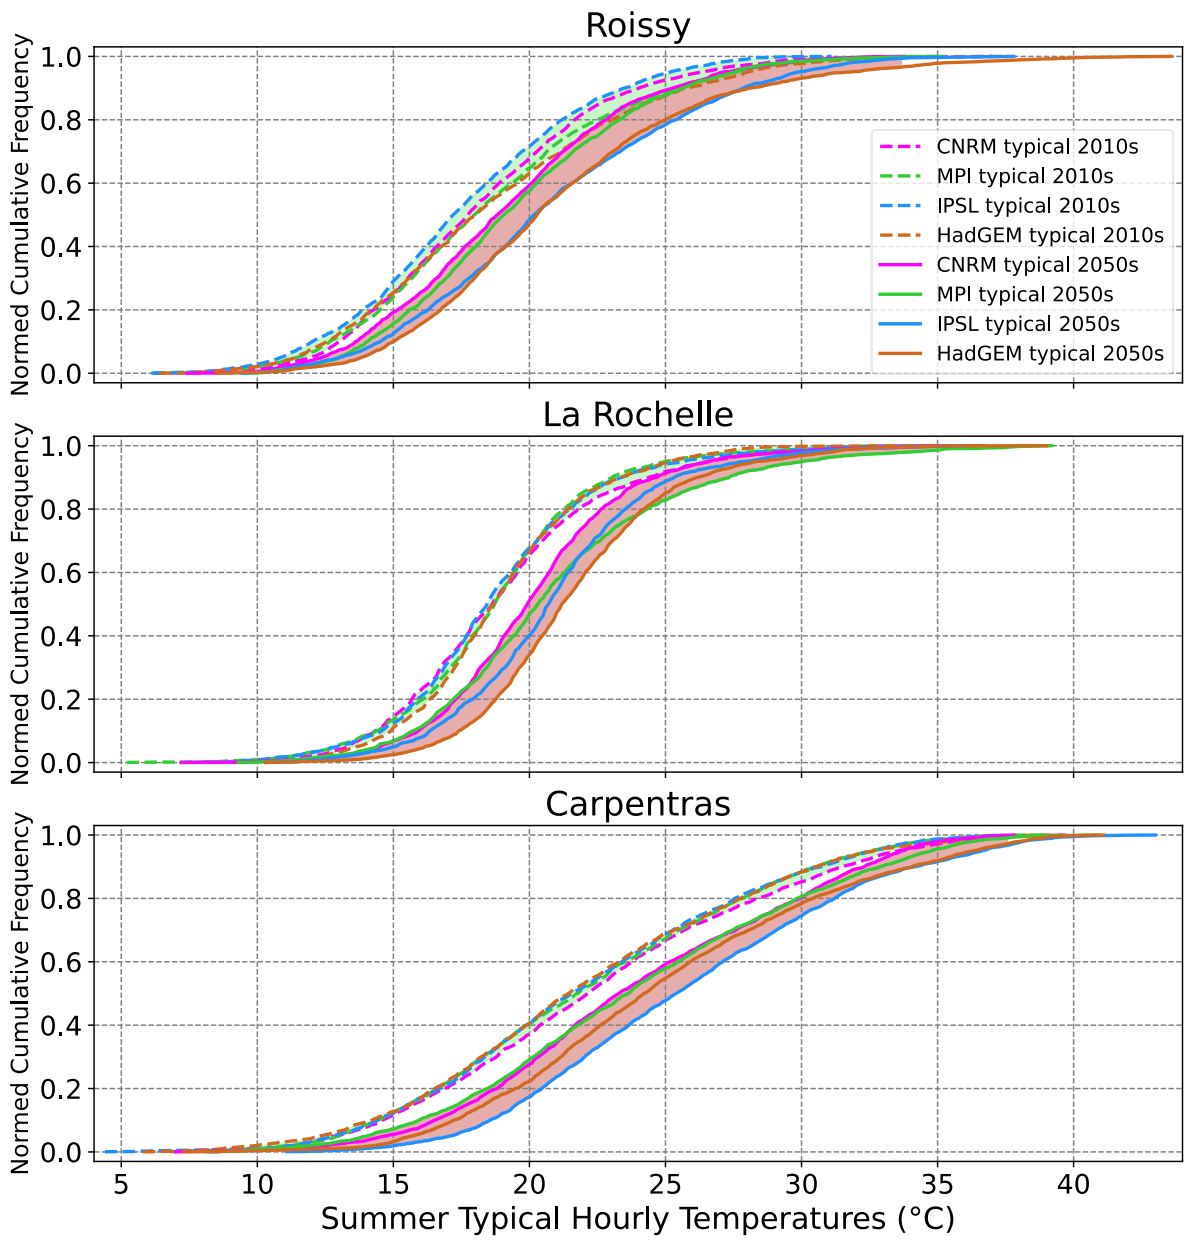 Roissy
Normed Cumulative Frequency
1.0
0.8
0.6
0.4
0.2
0.0
CNRM typical 2010s
MPI typical 2010s
IPSL typical 2010s
HadGEM typical 2010s
CNRM typical 2050s
MPI typical 2050s
IPSL typical 2050s
HadGEM typical 2050s
La Rochelle
Normed Cumulative Frequency
1.0
0.8
0.6
0.4
0.2
0.0
Carpentras
Normed Cumulative Frequency
1.0
0.8
0.6
0.4
0.2
0.0
5 10 15 20 25 30 35 40
Summer Typical Hourly Temperatures (°C)